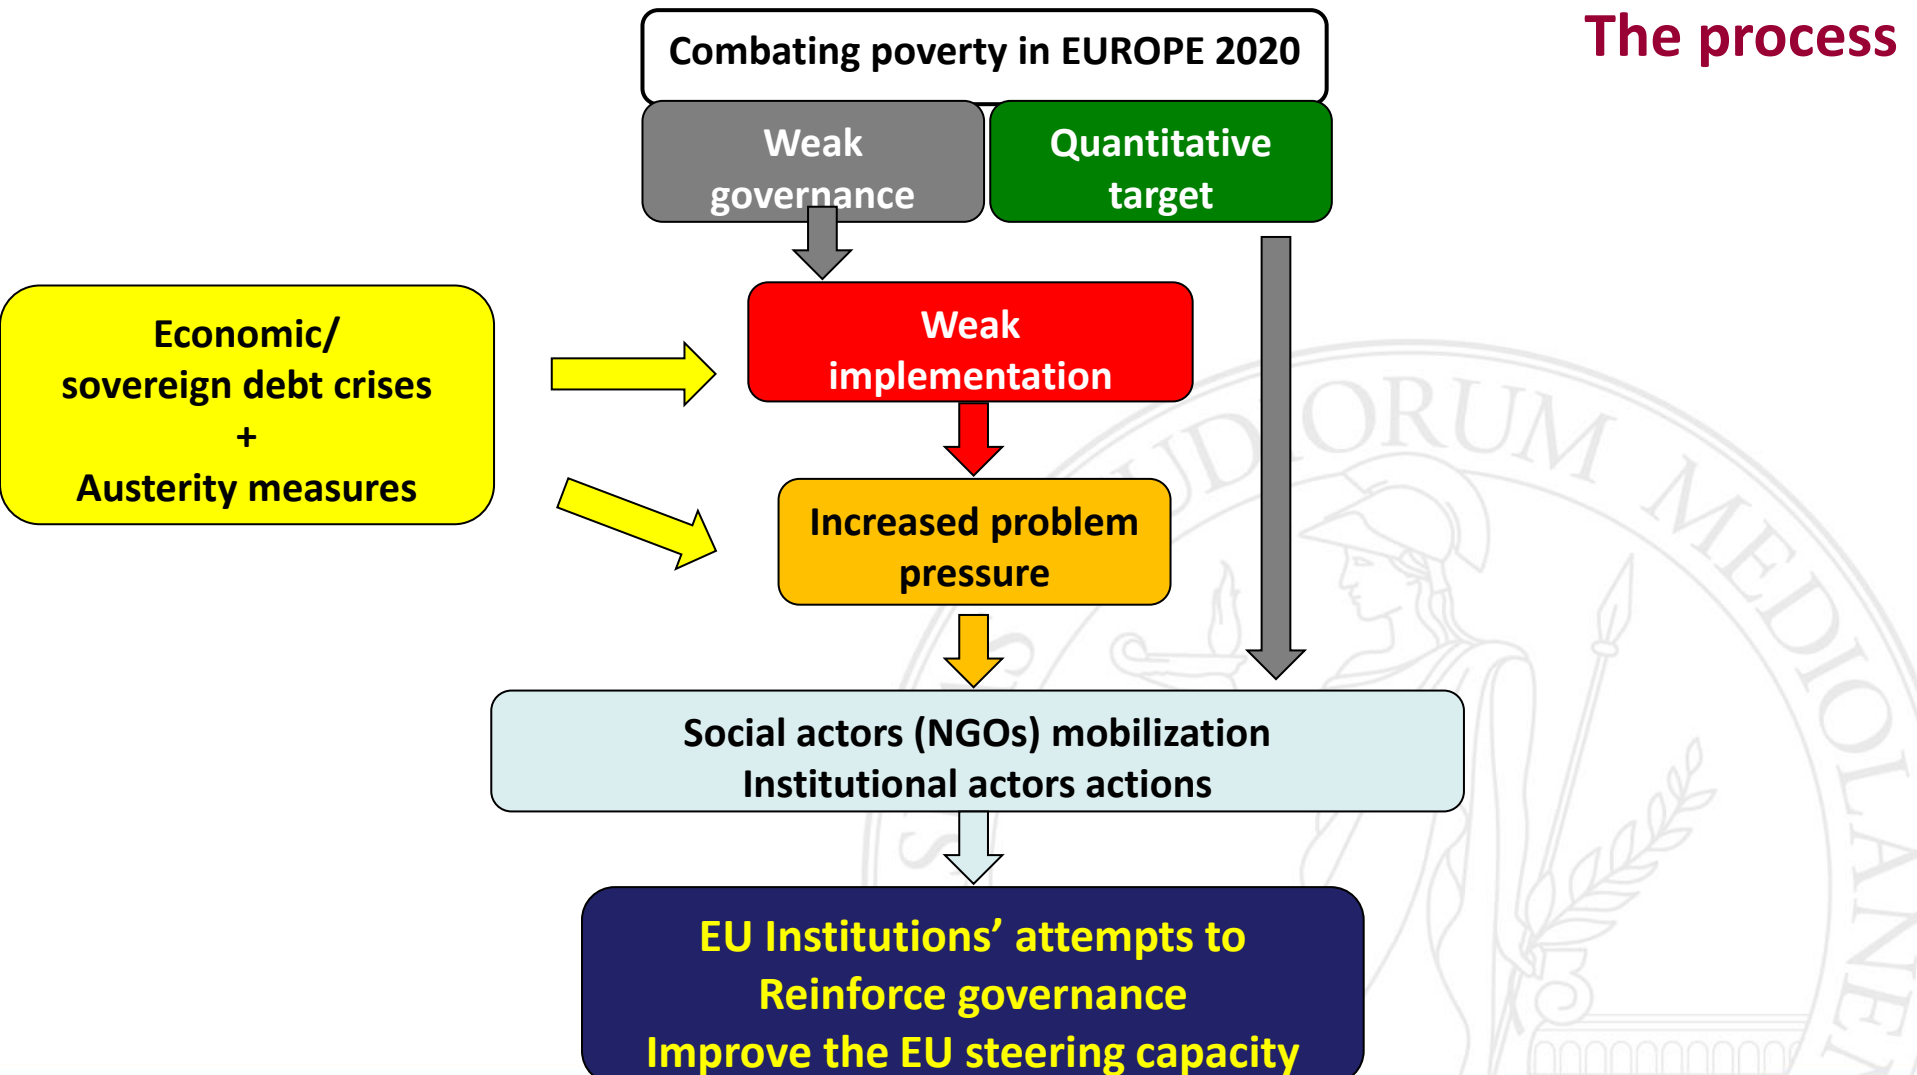 The process
Combating poverty in EUROPE 2020
Weak
governance
Quantitative
target
Economic/
sovereign debt crises
+
Austerity measures
Weak
implementation
Increased problem
pressure
Social actors (NGOs) mobilization
Institutional actors actions
EU Institutions’ attempts to
Reinforce governance
Improve the EU steering capacity
UDIORUM MEDIOLANEN